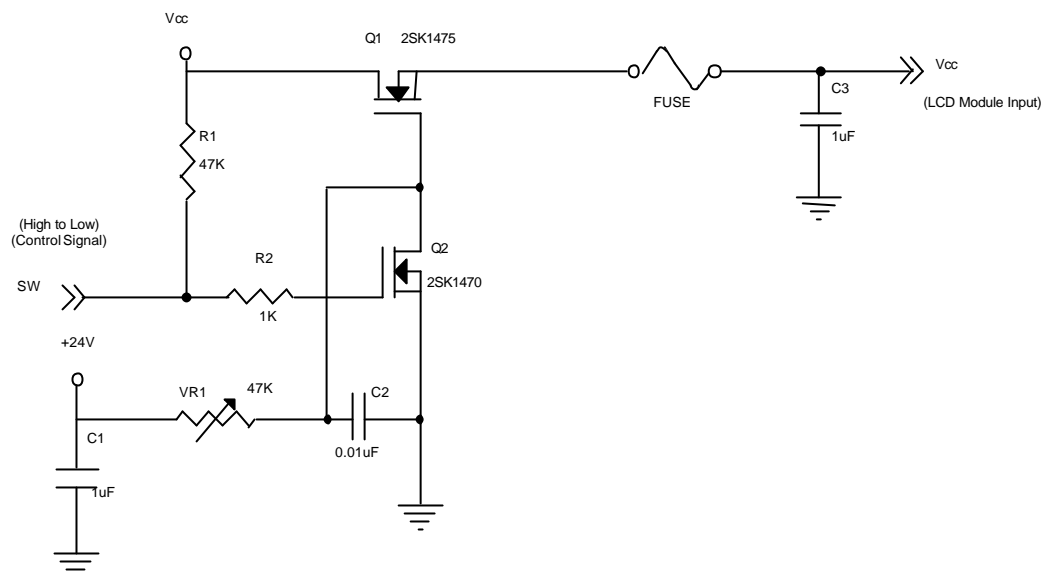 Vcc
Q1 2SK1475
Vcc
FUSE
C3
(LCD Module Input)
R1
1uF
47K
(High to Low)
(Control Signal)
Q2
R2
2SK1470
SW
1K
+24V
VR1
47K
C2
C1
0.01uF
1uF